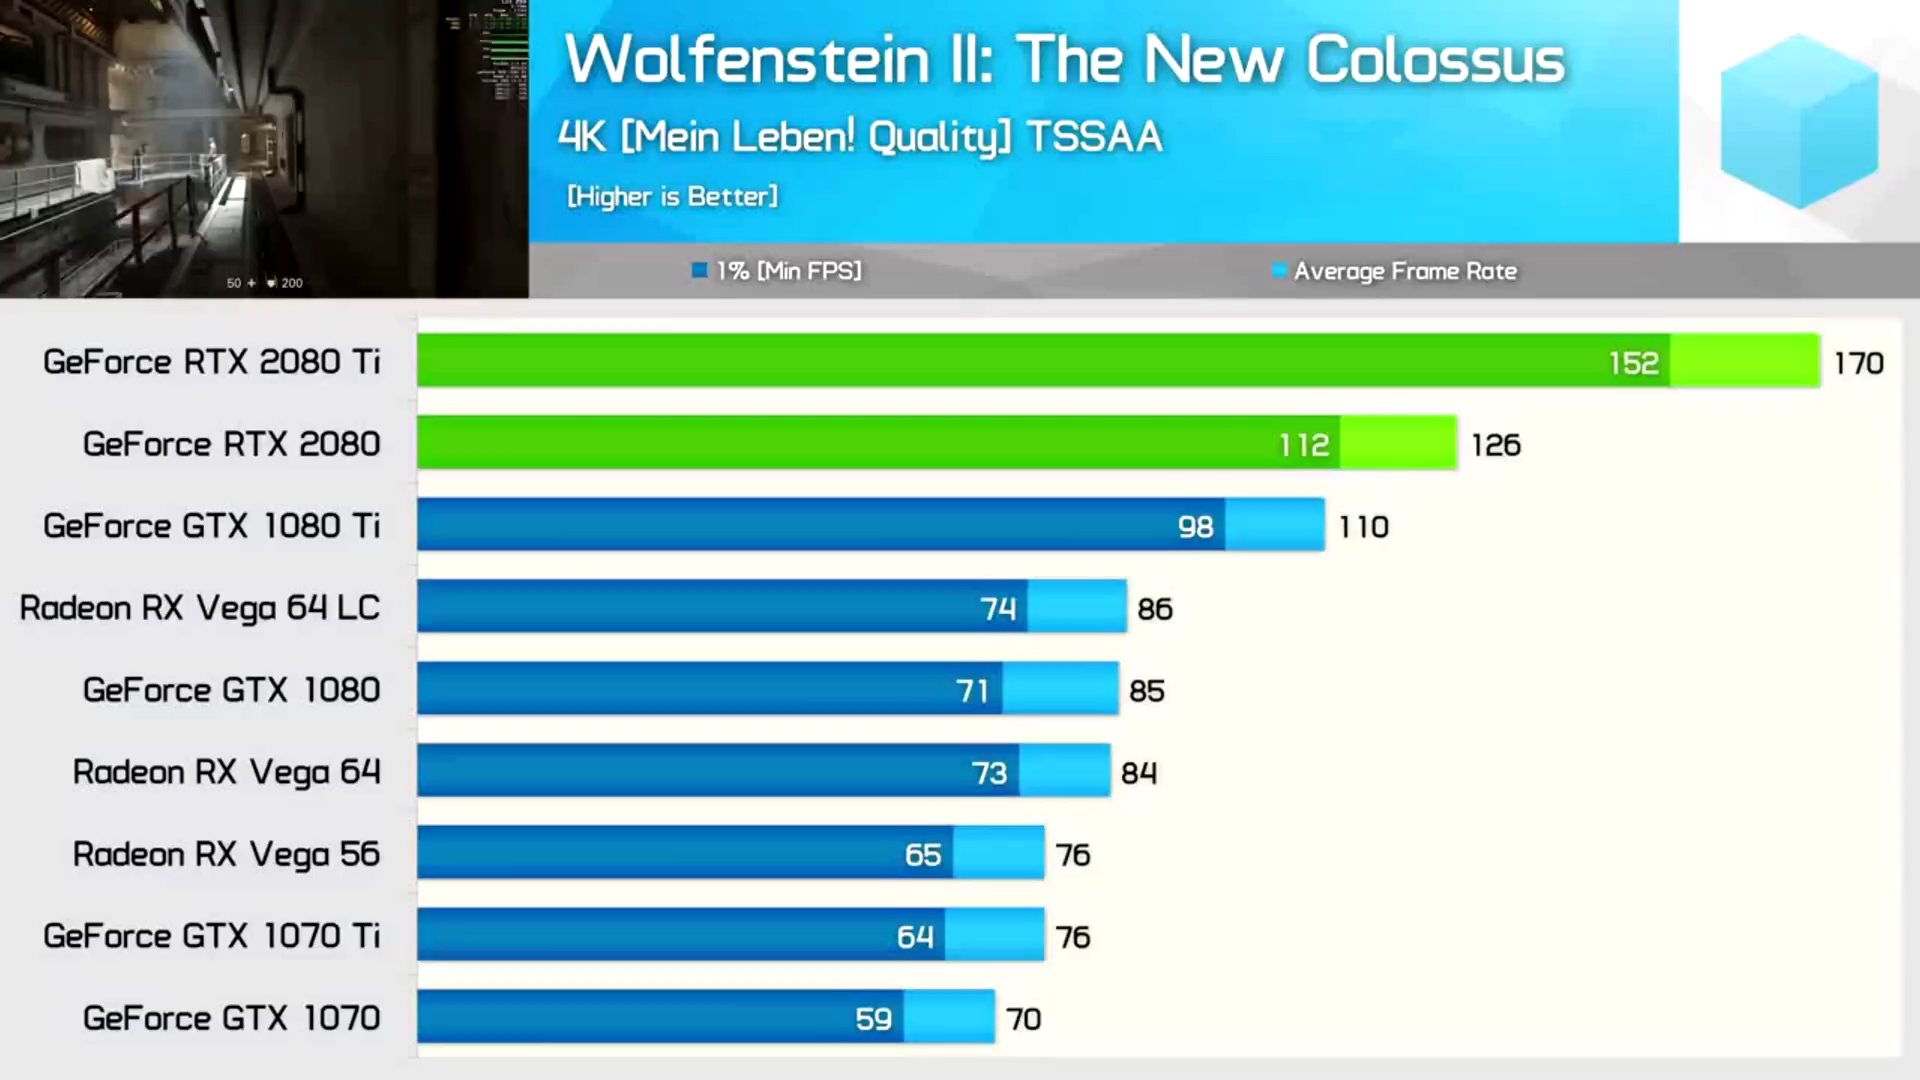 50 + 200
Wolfenstein II: The New Colossus
4K [Mein Leben! Quality] TSSAA
[Higher is Better]
1% [Min FPS] Average Frame Rate
GeForce RTX 2080 Ti 152 170
GeForce RTX 2080 112 126
GeForce GTX 1080 Ti 98 110
Radeon RX Vega 64 LC 74 86
GeForce GTX 1080 71 85
Radeon RX Vega 64 73 84
Radeon RX Vega 56 65 76
GeForce GTX 1070 Ti 64 76
GeForce GTX 1070 59 70